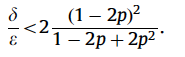 δ/ε < 2 - (1 - 2p)² / (1 - 2p + 2p²).